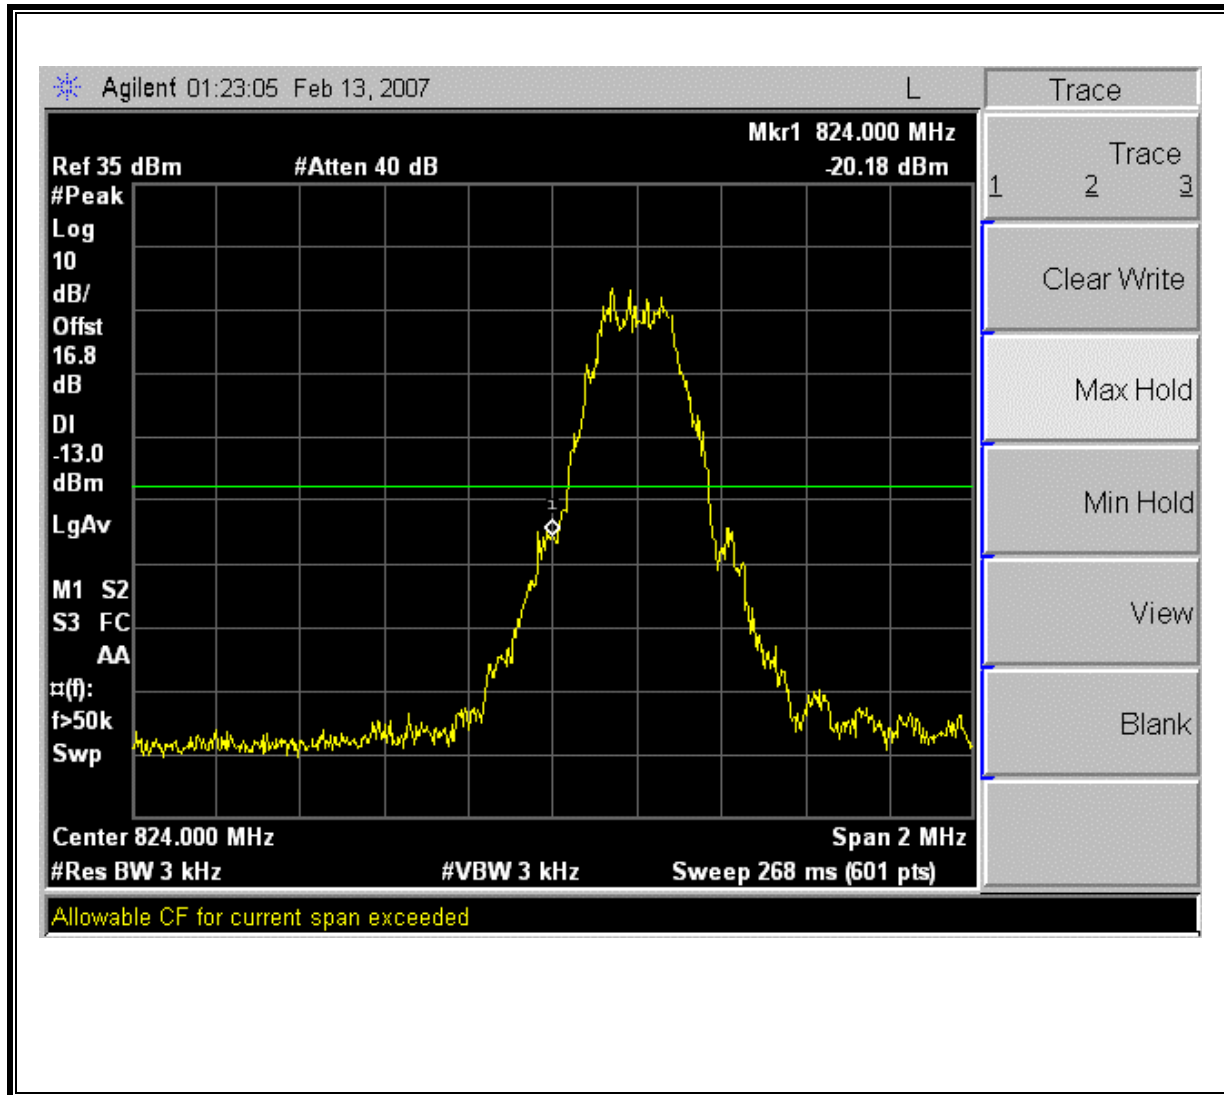 Agilent 01:23:05 Feb 13, 2007 L
Mkr1 824.000 MHz
Ref 35 dBm #Atten 40 dB -20.18 dBm
#Peak
Log
10
dB/
Offst
16.8
dB
DI
-13.0
dBm
LgAv
M1 S2
S3 FC
AA
¤(f):
f>50k
Swp
1
Center 824.000 MHz Span 2 MHz
#Res BW 3 kHz #VBW 3 kHz Sweep 268 ms (601 pts)
Allowable CF for current span exceeded
Trace
Trace
1 2 3
Clear Write
Max Hold
Min Hold
View
Blank